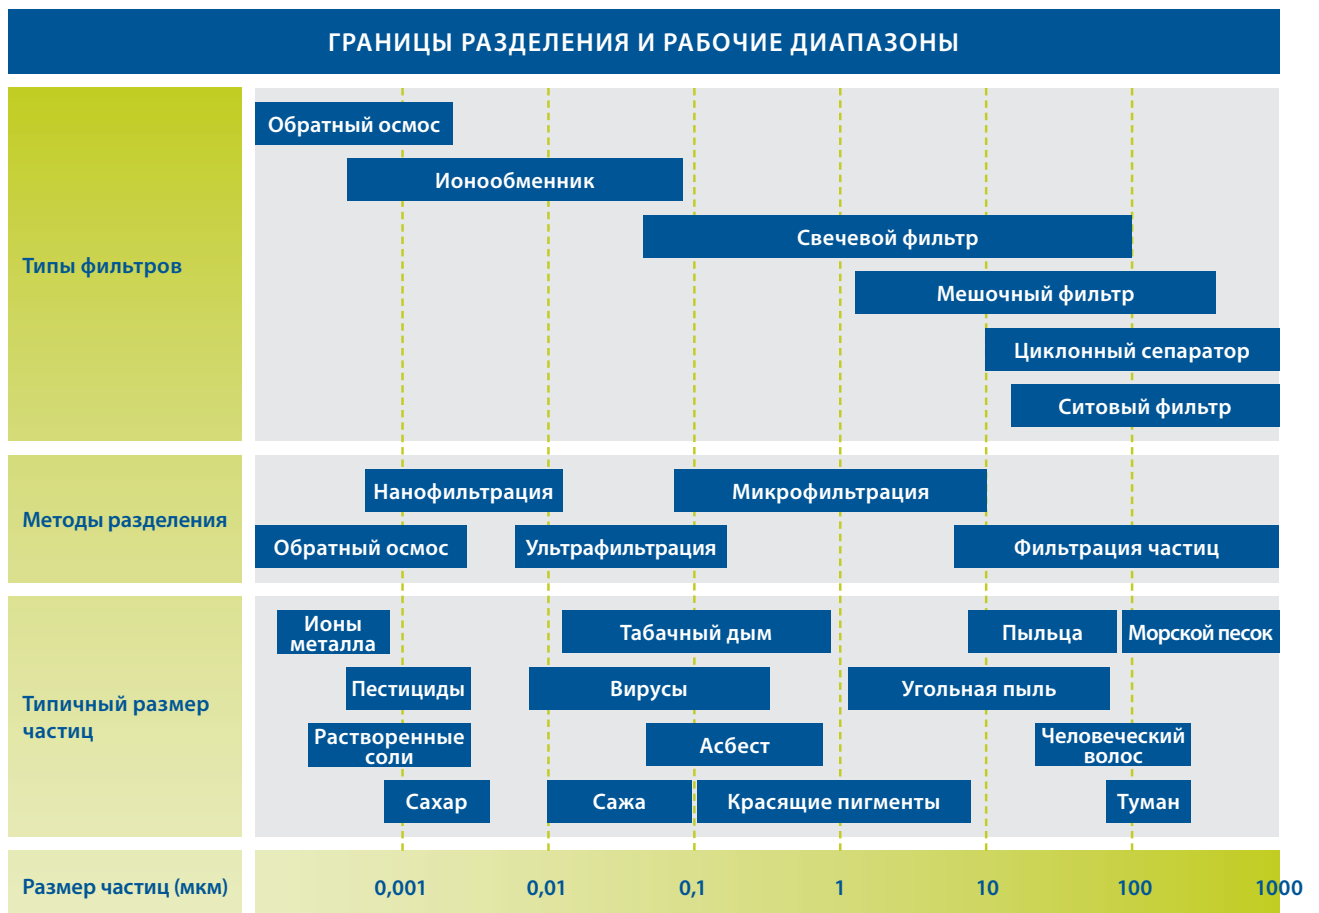 ГРАНИЦЫ РАЗДЕЛЕНИЯ И РАБОЧИЕ ДИАПАЗОНЫ
Типы фильтров
Обратный осмос
Ионообменник
Свечевой фильтр
Мешочный фильтр
Циклонный сепаратор
Ситовый фильтр
Методы разделения
Нанофильтрация
Микрофильтрация
Обратный осмос
Ультрафильтрация
Фильтрация частиц
Типичный размер
частиц
Ионы
металла
Табачный дым
Пыльца
Морской песок
Пестициды
Вирусы
Угольная пыль
Растворенные
соли
Асбест
Человеческий
волос
Сахар
Сажа
Красящие пигменты
Туман
Размер частиц (мкм)
0,001
0,01
0,1
1
10
100
1000